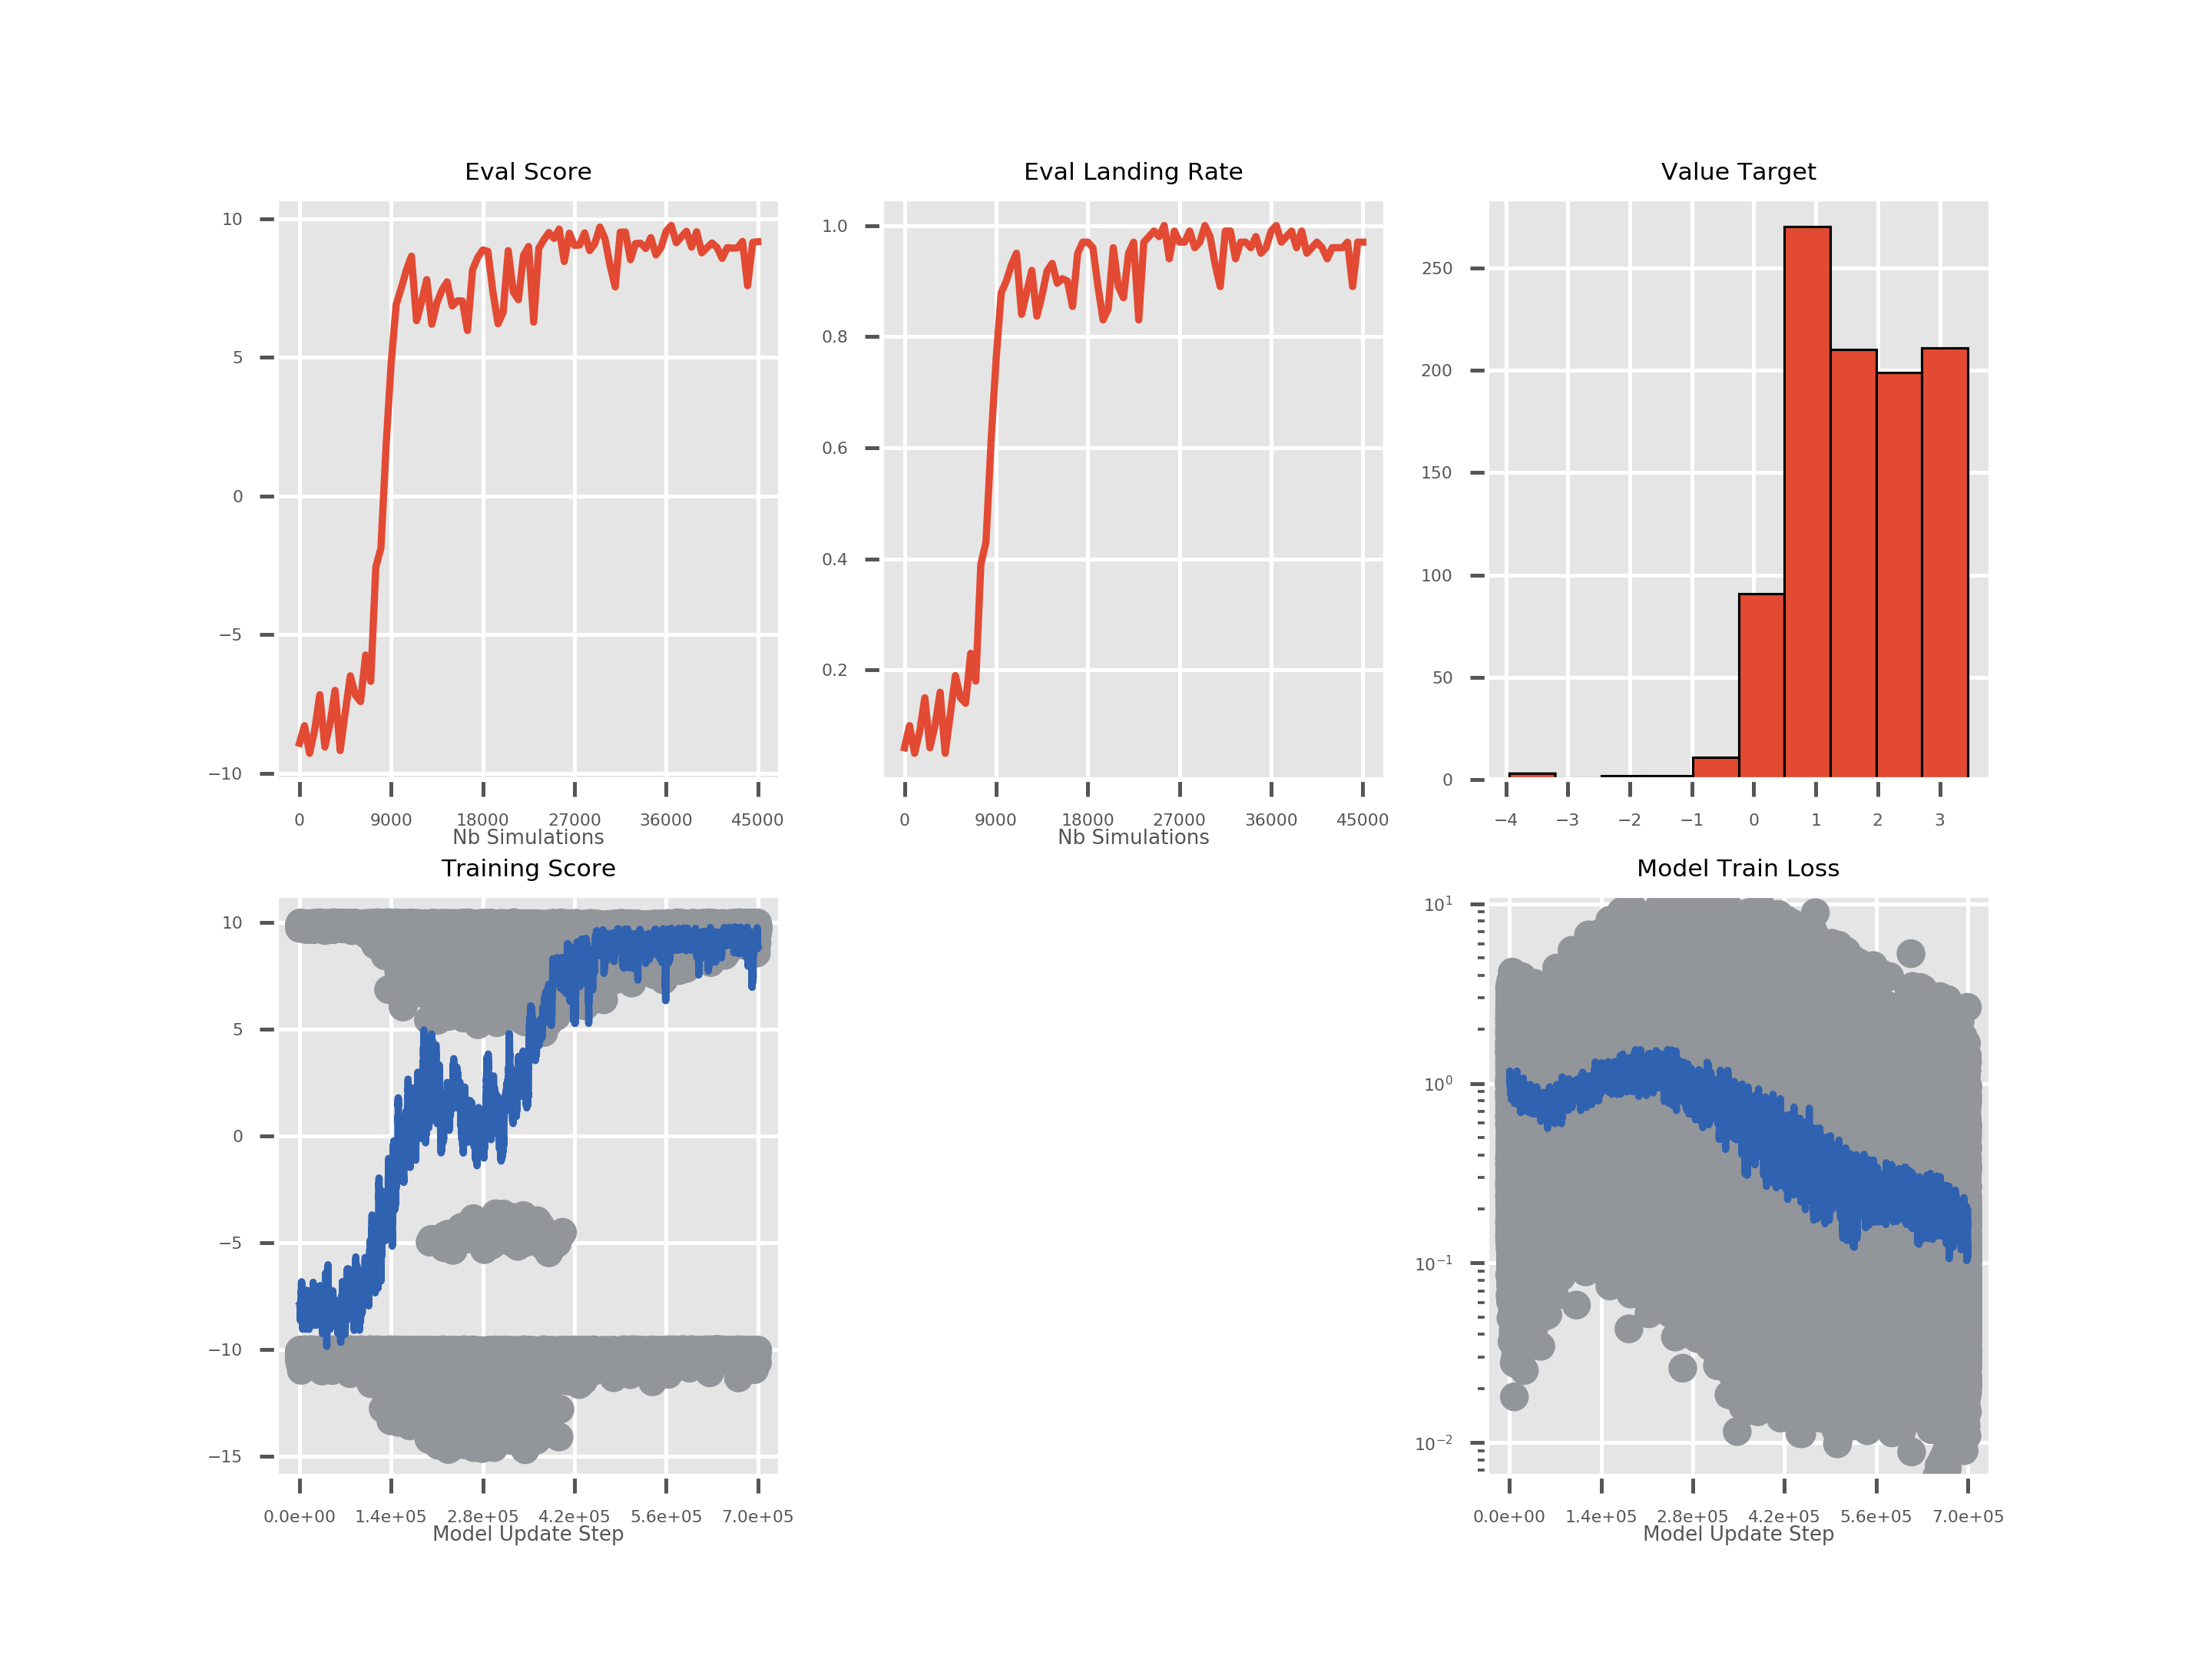 Eval Score
10
5
0
−5
−10
0 9000 18000 27000 36000 45000
Nb Simulations
Eval Landing Rate
1.0
0.8
0.6
0.4
0.2
0 9000 18000 27000 36000 45000
Nb Simulations
Value Target
250
200
150
100
50
0
−4 −3 −2 −1 0 1 2 3
Training Score
10
5
0
−5
−10
−15
0.0e+00 1.4e+05 2.8e+05 4.2e+05 5.6e+05 7.0e+05
Model Update Step
Model Train Loss
10¹
10⁰
10⁻¹
10⁻²
0.0e+00 1.4e+05 2.8e+05 4.2e+05 5.6e+05 7.0e+05
Model Update Step